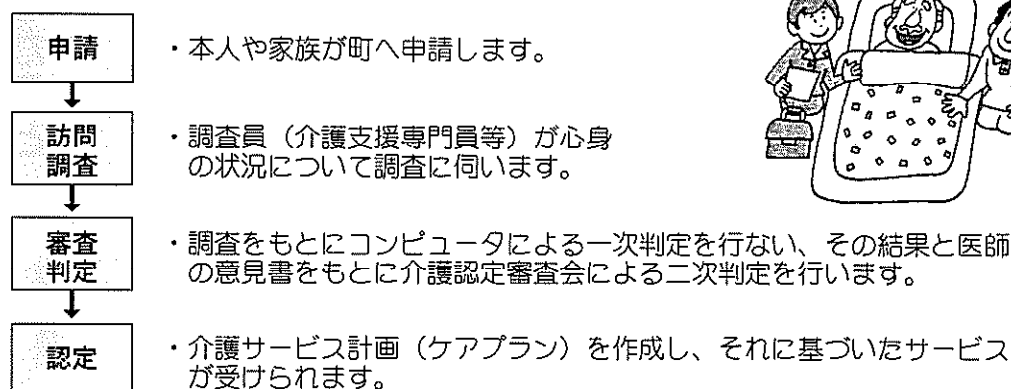 申請
・本人や家族が町へ申請します。
訪問
調査
・調査員（介護支援専門員等）が心身
の状況について調査に伺います。
審査
判定
・調査をもとにコンピュータによる一次判定を行ない、その結果と医師
の意見書をもとに介護認定審査会による二次判定を行います。
認定
・介護サービス計画（ケアプラン）を作成し、それに基づいたサービス
が受けられます。